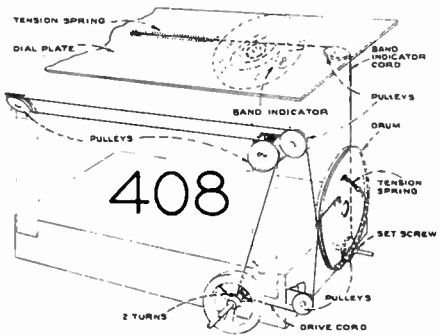 TENSION SPRING
DIAL PLATE
BAND
INDICATOR
CORD
BAND INDICATOR
PULLEYS
DRUM
PULLEYS
408
TENSION
SPRING
SET SCREW
2 TURNS
PULLEYS
DRIVE CORD